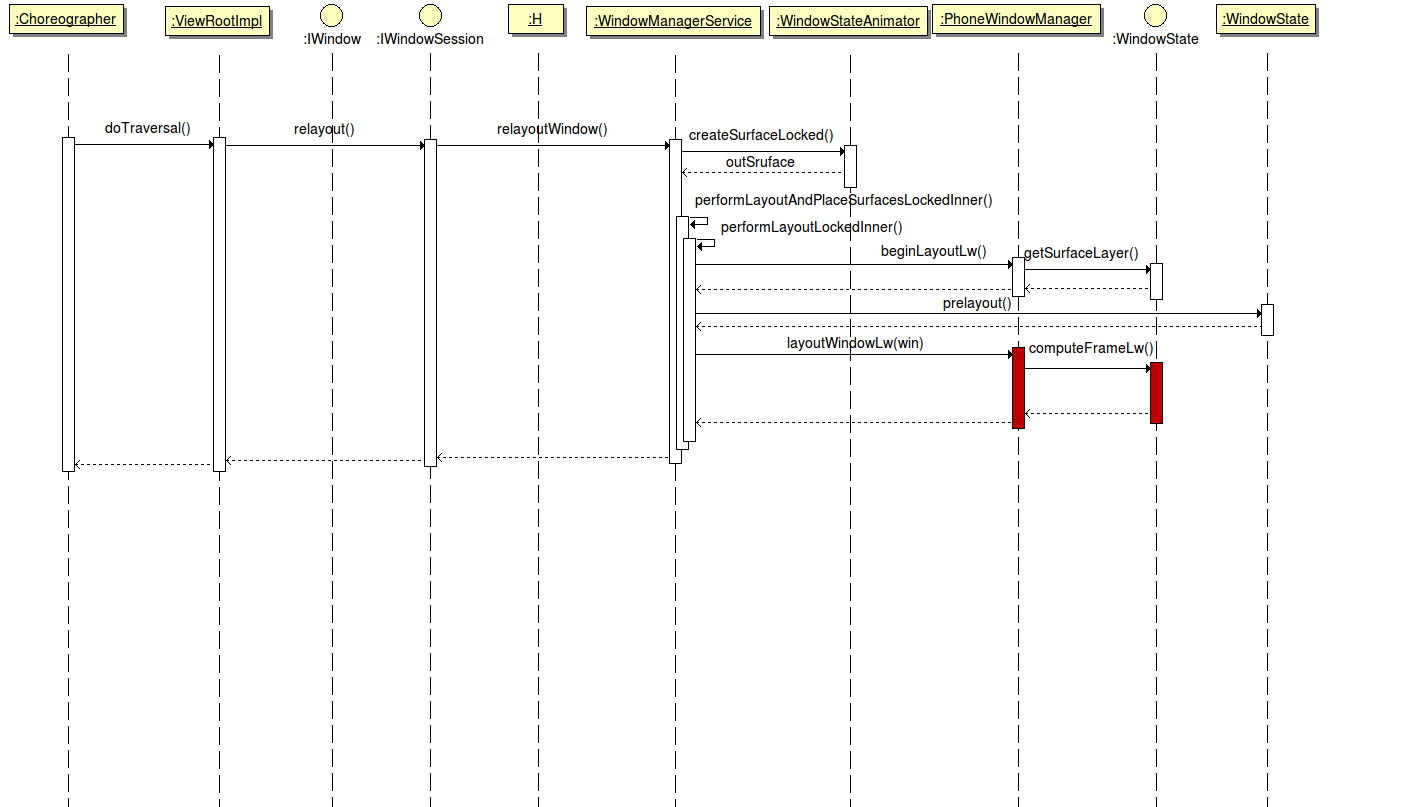 :Choreographer
:ViewRootImpl
:IWindow
:IWindowSession
:H
:WindowManagerService
:WindowStateAnimator
:PhoneWindowManager
:WindowState
:WindowState
doTraversal()
relayout()
relayoutWindow()
createSurfaceLocked()
outSruface
performLayoutAndPlaceSurfacesLockedInner()
performLayoutLockedInner()
beginLayoutLw()
getSurfaceLayer()
prelayout()
layoutWindowLw(win)
computeFrameLw()